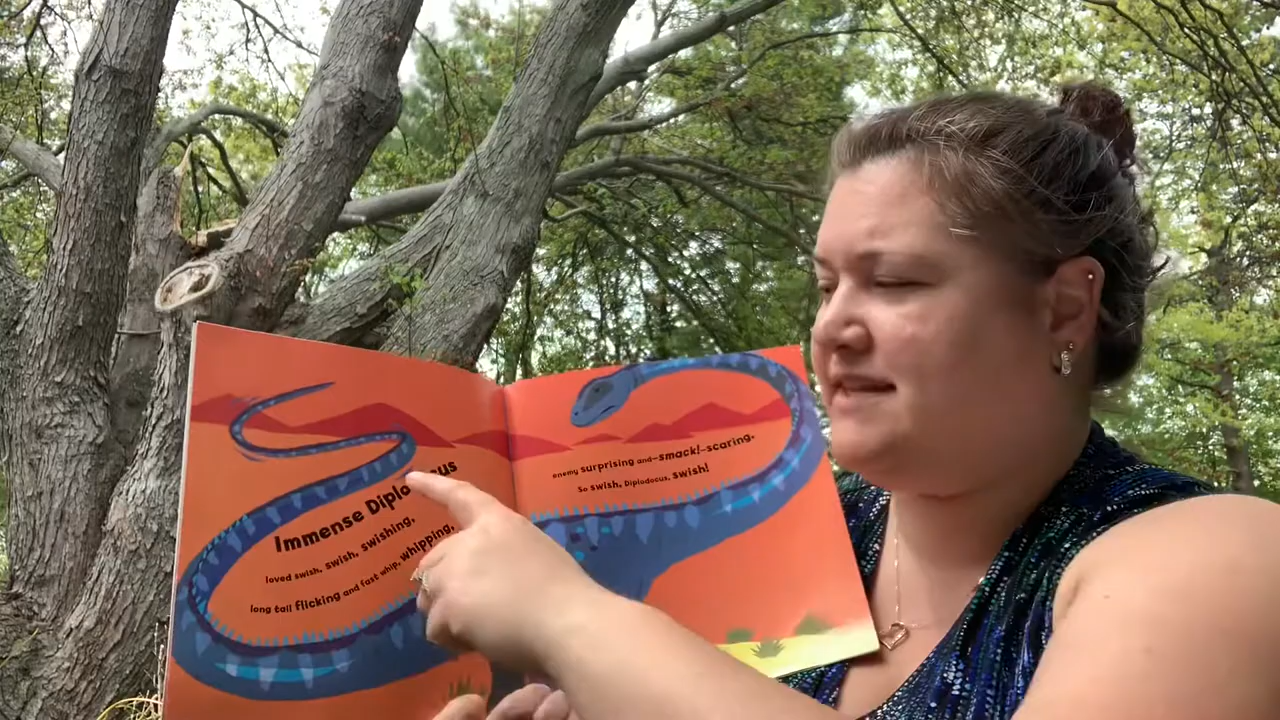 Immense Diplo cus
loved swish, swish, swishing,
long tail flicking and fast whip, whipping,
enemy surprising and–smack!–scaring.
So swish, Diplodocus, swish!